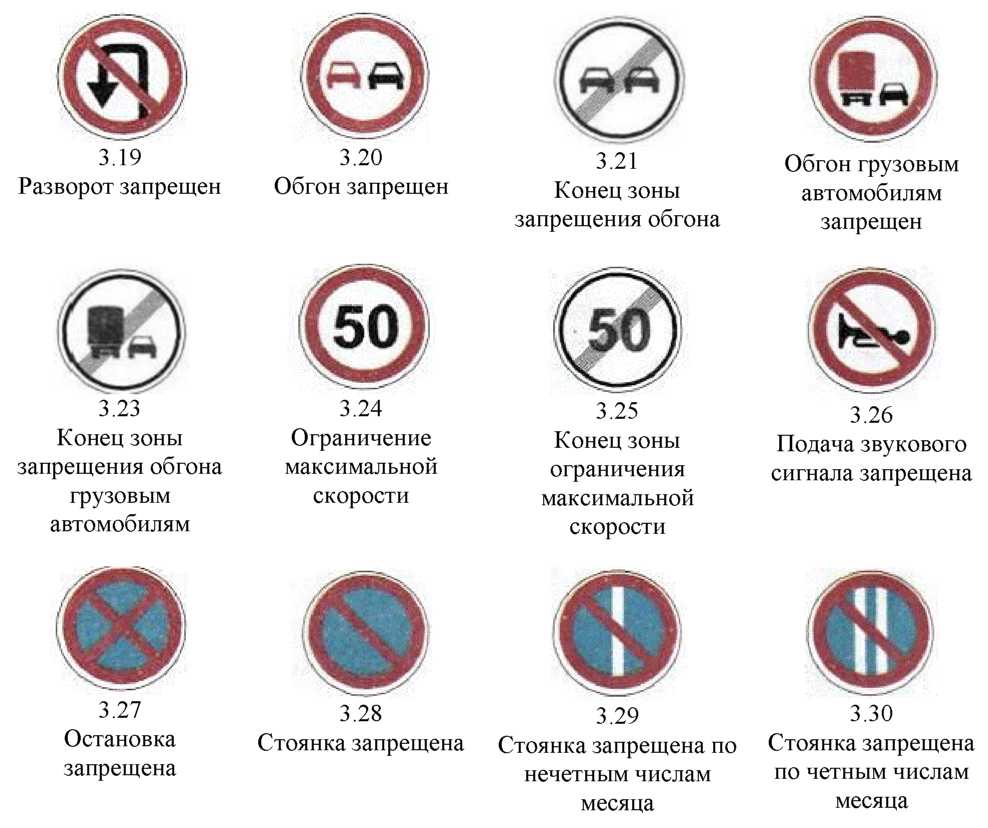 3.19
Разворот запрещен
3.20
Обгон запрещен
3.21
Конец зоны
запрещения обгона
Обгон грузовым
автомобилям
запрещен
50
50
3.23
Конец зоны
запрещения обгона
грузовым
автомобилям
3.24
Ограничение
максимальной
скорости
3.25
Конец зоны
ограничения
максимальной
скорости
3.26
Подача звукового
сигнала запрещена
3.27
Остановка
запрещена
3.28
Стоянка запрещена
3.29
Стоянка запрещена по
нечетным числам
месяца
3.30
Стоянка запрещена
по четным числам
месяца